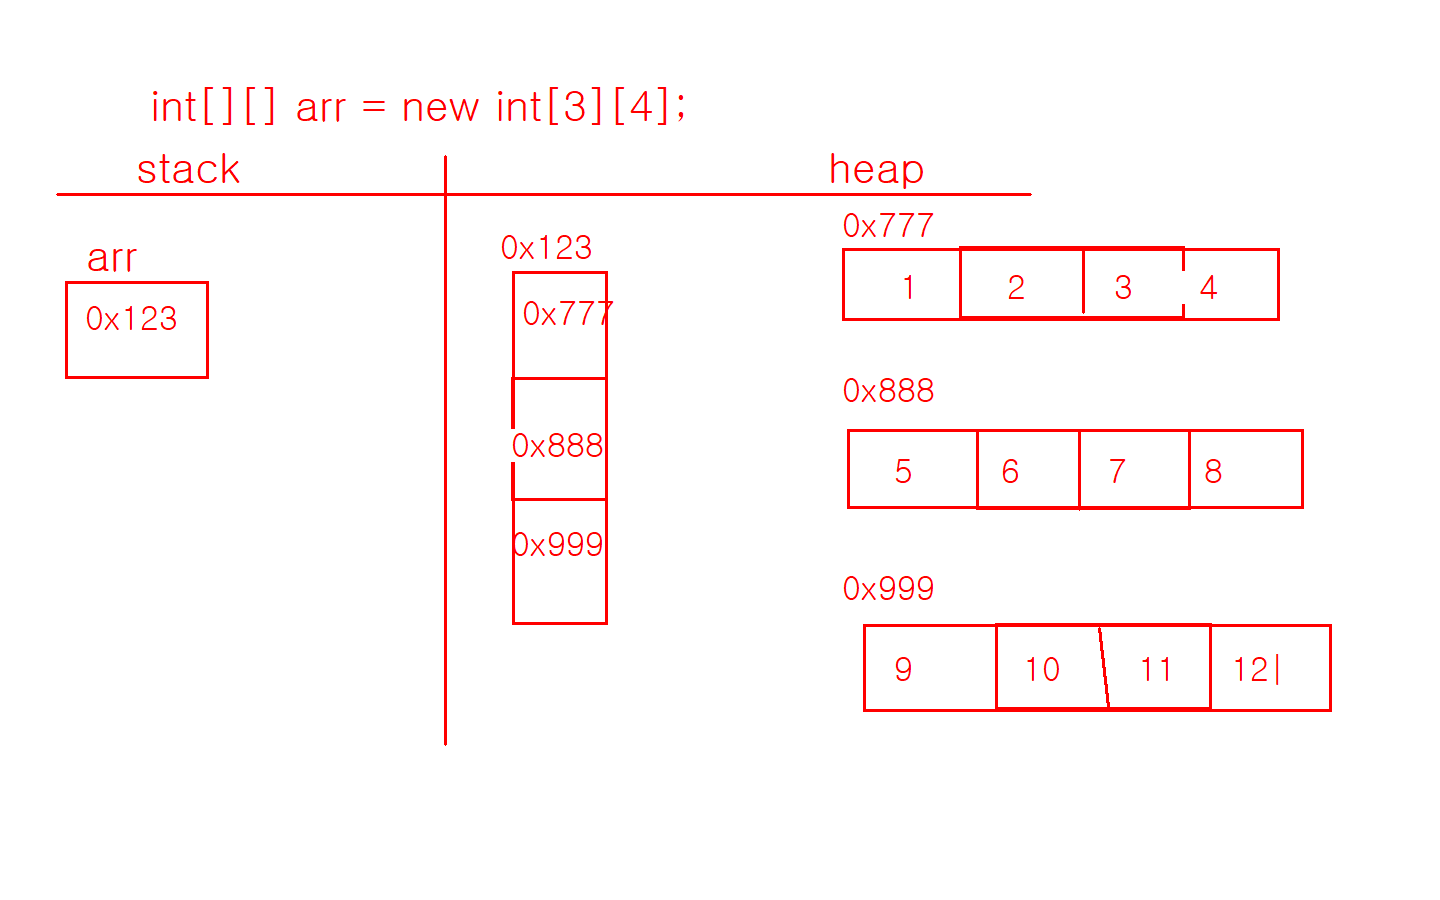 int[][] arr = new int[3][4];
stack
heap
arr
0x123
0x123
0x777
0x888
0x999
0x777
1 2 3 4
0x888
5 6 7 8
0x999
9 10 11 12|